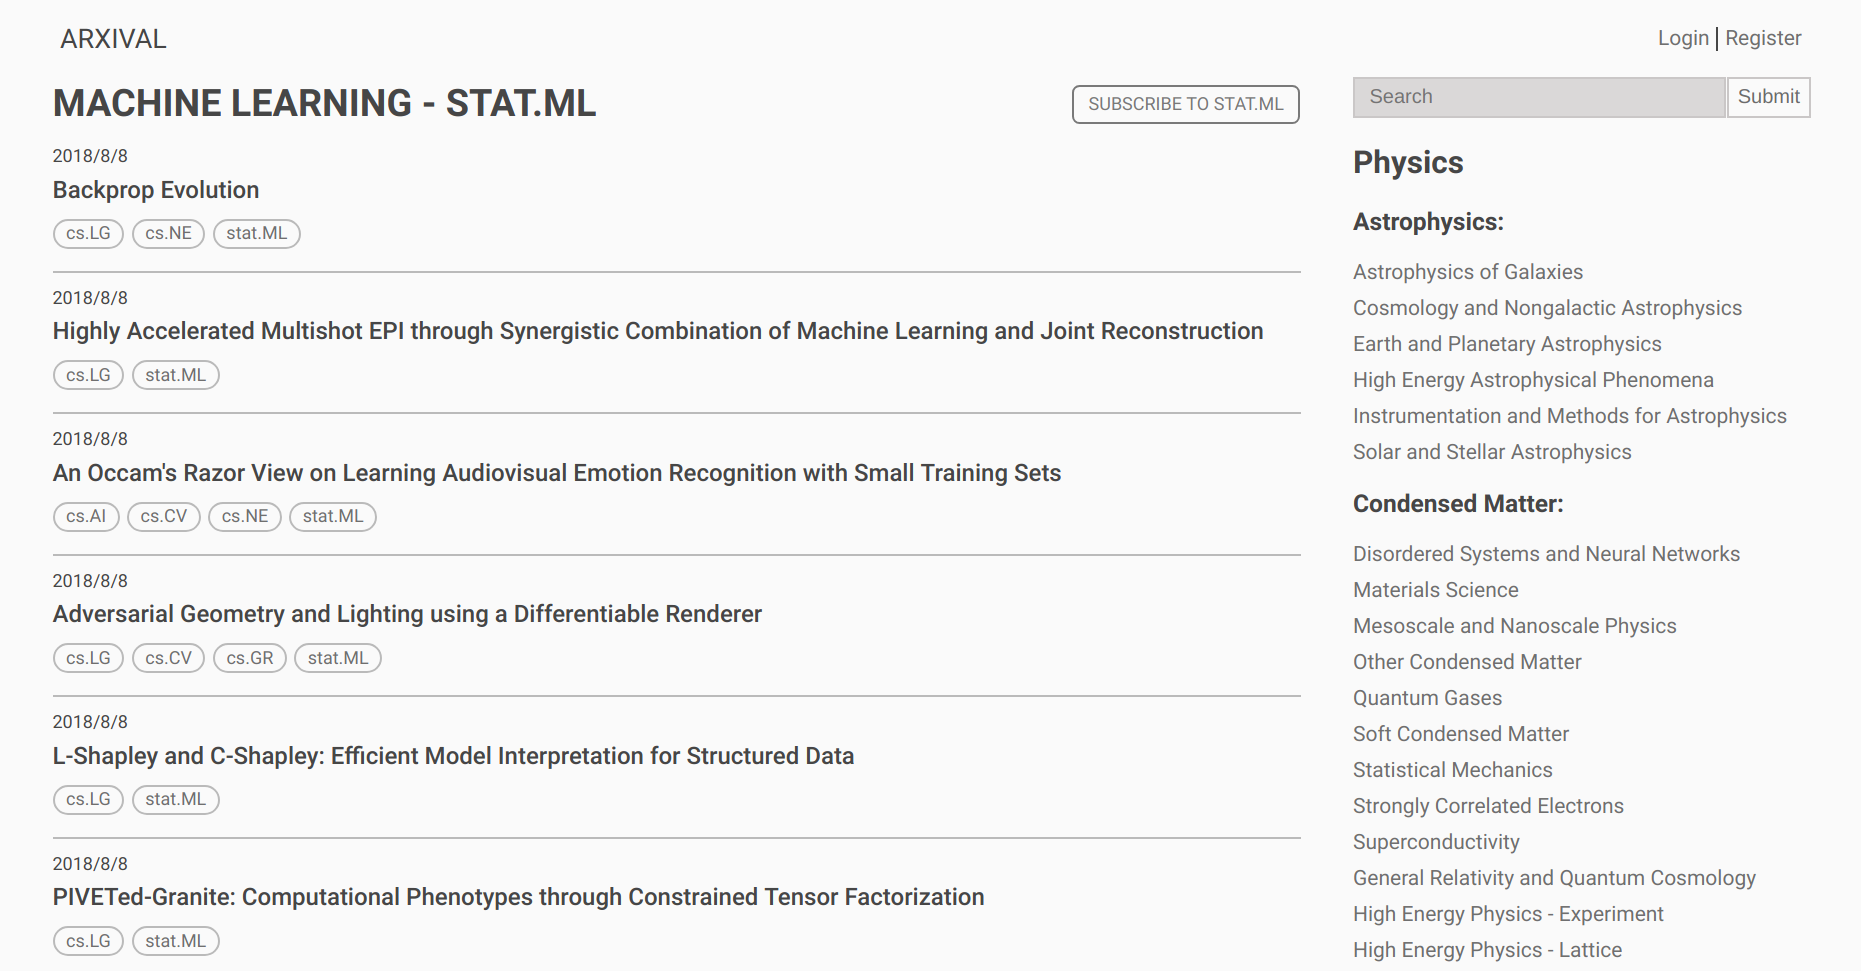 ARXIVAL
Login | Register
MACHINE LEARNING - STAT.ML
SUBSCRIBE TO STAT.ML
2018/8/8
Backprop Evolution
cs.LG cs.NE stat.ML
2018/8/8
Highly Accelerated Multishot EPI through Synergistic Combination of Machine Learning and Joint Reconstruction
cs.LG stat.ML
2018/8/8
An Occam's Razor View on Learning Audiovisual Emotion Recognition with Small Training Sets
cs.AI cs.CV cs.NE stat.ML
2018/8/8
Adversarial Geometry and Lighting using a Differentiable Renderer
cs.LG cs.CV cs.GR stat.ML
2018/8/8
L-Shapley and C-Shapley: Efficient Model Interpretation for Structured Data
cs.LG stat.ML
2018/8/8
PIVETed-Granite: Computational Phenotypes through Constrained Tensor Factorization
cs.LG stat.ML
Search Submit
Physics
Astrophysics:
Astrophysics of Galaxies
Cosmology and Nongalactic Astrophysics
Earth and Planetary Astrophysics
High Energy Astrophysical Phenomena
Instrumentation and Methods for Astrophysics
Solar and Stellar Astrophysics
Condensed Matter:
Disordered Systems and Neural Networks
Materials Science
Mesoscale and Nanoscale Physics
Other Condensed Matter
Quantum Gases
Soft Condensed Matter
Statistical Mechanics
Strongly Correlated Electrons
Superconductivity
General Relativity and Quantum Cosmology
High Energy Physics - Experiment
High Energy Physics - Lattice